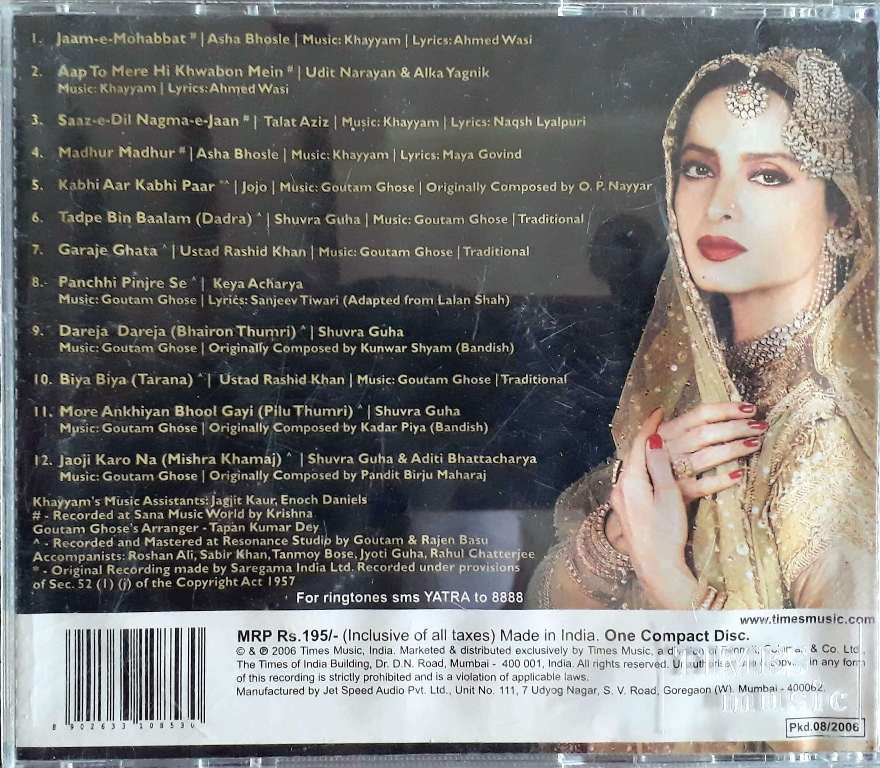 1. Jaam-e-Mohabbat # | Asha Bhosle | Music: Khayyam | Lyrics: Ahmed Wasi
2. Aap To Mere Hi Khwabon Mein # | Udit Narayan & Alka Yagnik
Music: Khayyam | Lyrics: Ahmed Wasi
3. Saaz-e-Dil Nagma-e-Jaan # | Talat Aziz | Music: Khayyam | Lyrics: Naqsh Lyalpuri
4. Madhur Madhur # | Asha Bhosle | Music: Khayyam | Lyrics: Maya Govind
5. Kabhi Aar Kabhi Paar *^ | Jojo | Music: Goutam Ghose | Originally Composed by O. P. Nayyar
6. Tadpe Bin Baalam (Dadra) ^ | Shuvra Guha | Music: Goutam Ghose | Traditional
7. Garaje Ghata ^ | Ustad Rashid Khan | Music: Goutam Ghose | Traditional
8. Panchhi Pinjre Se ^ | Keya Acharya
Music: Goutam Ghose | Lyrics: Sanjeev Tiwari (Adapted from Lalan Shah)
9. Dareja Dareja (Bhairon Thumri) ^ | Shuvra Guha
Music: Goutam Ghose | Originally Composed by Kunwar Shyam (Bandish)
10. Biya Biya (Tarana) ^ | Ustad Rashid Khan | Music: Goutam Ghose | Traditional
11. More Ankhiyan Bhool Gayi (Pilu Thumri) ^ | Shuvra Guha
Music: Goutam Ghose | Originally Composed by Kadar Piya (Bandish)
12. Jaoji Karo Na (Mishra Khamaj) ^ | Shuvra Guha & Aditi Bhattacharya
Music: Goutam Ghose | Originally Composed by Pandit Birju Maharaj
Khayyam's Music Assistants: Jagjit Kaur, Enoch Daniels
# - Recorded at Sana Music World by Krishna
Goutam Ghose's Arranger - Tapan Kumar Dey
^ - Recorded and Mastered at Resonance Studio by Goutam & Rajen Basu
Accompanists: Roshan Ali, Sabir Khan, Tanmoy Bose, Jyoti Guha, Rahul Chatterjee
* - Original Recording made by Saregama India Ltd. Recorded under provisions
of Sec. 52 (1) (j) of the Copyright Act 1957
For ringtones sms YATRA to 8888
www.timesmusic.com
MRP Rs.195/- (Inclusive of all taxes) Made in India. One Compact Disc.
© & ℗ 2006 Times Music, India. Marketed & distributed exclusively by Times Music, a & Co. Ltd.,
The Times of India Building, Dr. D.N. Road, Mumbai - 400 001, India. All rights reserved. in any form
of this recording is strictly prohibited and is a violation of applicable laws.
Manufactured by Jet Speed Audio Pvt. Ltd., Unit No. 111, 7 Udyog Nagar, S. V. Road, Goregaon (W). Mumbai - 400062.
music
8 902633 108530
Pkd.08/2006